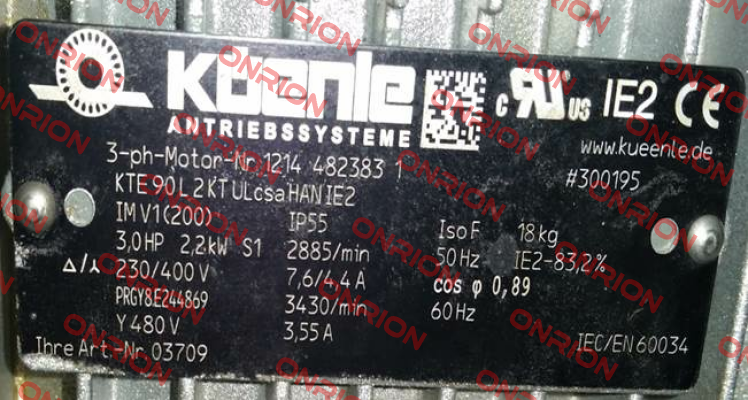 Küenle
ANTRIEBSSYSTEME
c RU US IE2 CE
www.kueenle.de
3-ph-Motor-Nr. 1214 482383 1
#300195
KTE 90 L 2 KT ULcsa HAN IE2
IM V1 (200) IP55 Iso F 18 kg
3,0HP 2,2kW S1 2885/min 50 Hz IE2-83,2%
Δ/⅄ 230/400 V 7,6/4,4 A cos φ 0,89
PRGY8E244869 3430/min 60 Hz
Y 480 V 3,55 A IEC/EN 60034
Ihre Art.-Nr. 03709
ONRION